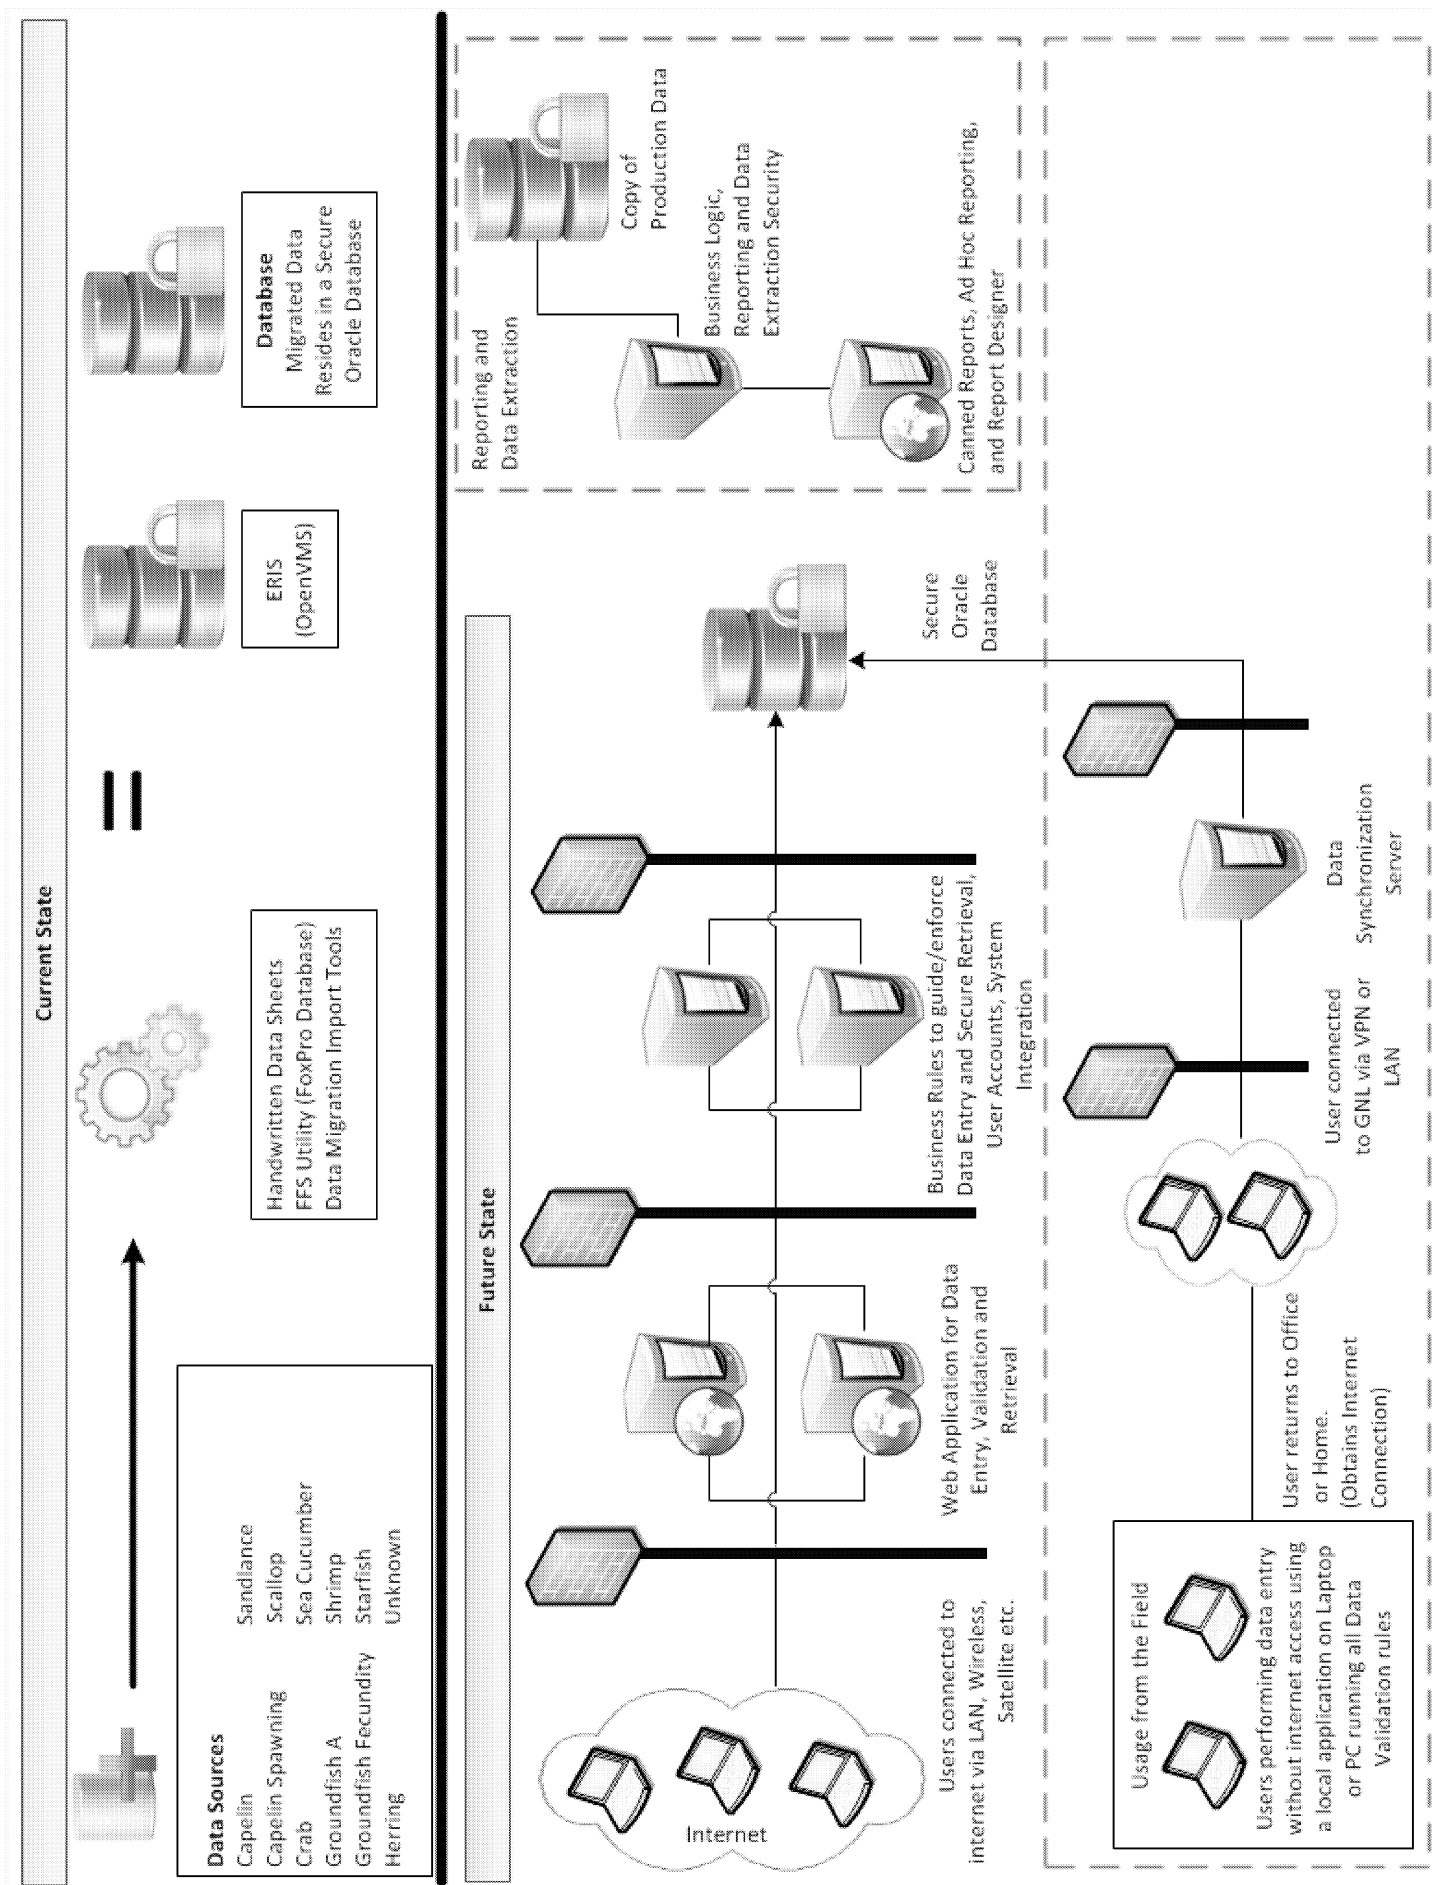 Current State
Data Sources
Capelin
Capelin Spawning
Crab
Groundfish A
Groundfish Fecundity
Herring
Sandlance
Scallop
Sea Cucumber
Shrimp
Starfish
Unknown
Handwritten Data Sheets
FFS Utility (FoxPro Database)
Data Migration Import Tools
ERIS
(OpenVMS)
Database
Migrated Data
Resides in a Secure
Oracle Database
Future State
Internet
Users connected to
internet via LAN, Wireless,
Satellite etc.
Web Application for Data
Entry, Validation and
Retrieval
Business Rules to guide/enforce
Data Entry and Secure Retrieval,
User Accounts, System
Integration
Secure
Oracle
Database
Reporting and
Data Extraction
Copy of
Production Data
Business Logic,
Reporting and Data
Extraction Security
Canned Reports, Ad Hoc Reporting,
and Report Designer
Usage from the Field
Users performing data entry
without internet access using
a local application on Laptop
or PC running all Data
Validation rules
User returns to Office
or Home.
(Obtains Internet
Connection)
User connected
to GNL via VPN or
LAN
Data
Synchronization
Server